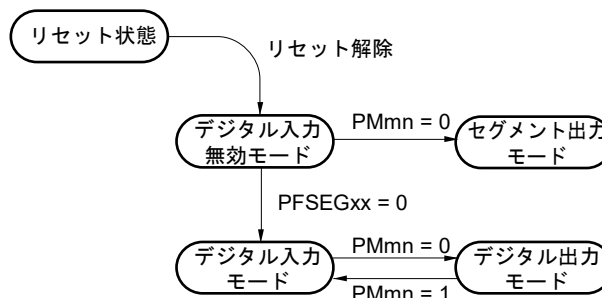 リセット状態
リセット解除
デジタル入力
無効モード
PMmn = 0
セグメント出力
モード
PFSEGxx = 0
デジタル入力
モード
PMmn = 0
PMmn = 1
デジタル出力
モード